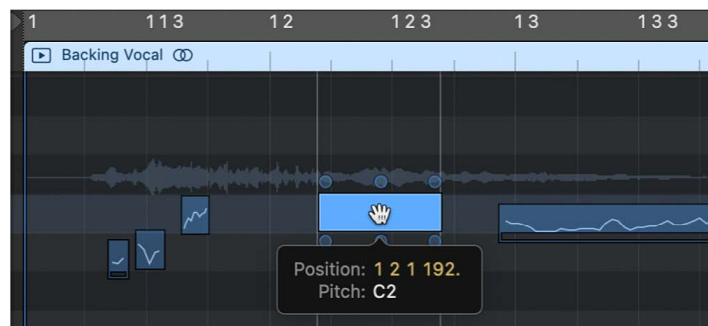 1 1 1 3 1 2 1 2 3 1 3 1 3 3
Backing Vocal
Position: 1 2 1 192.
Pitch: C2